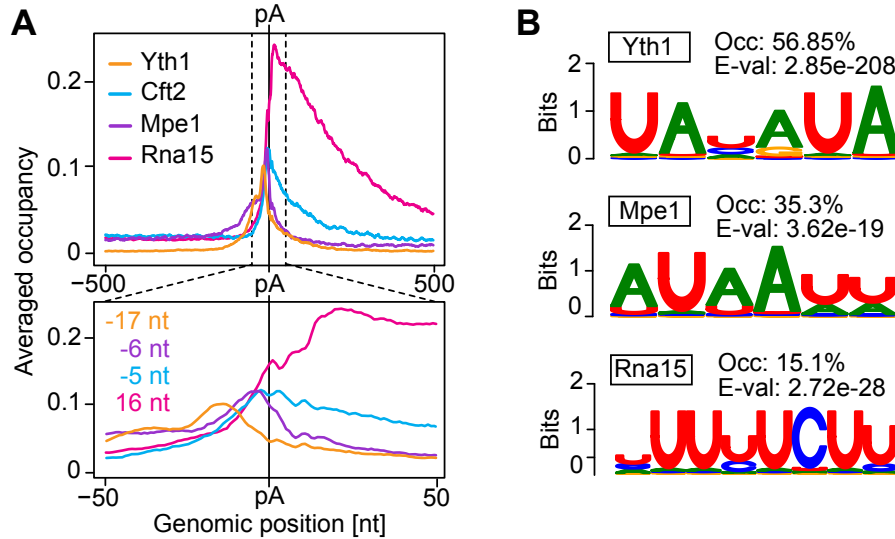 A
pA
Averaged occupancy
0.2
0.1
0
Yth1
Cft2
Mpe1
Rna15
−500
pA
500
0.2
0.1
0
-17 nt
-6 nt
-5 nt
16 nt
−50
pA
50
Genomic position [nt]
B
Yth1
Occ: 56.85%
E-val: 2.85e-208
Bits
2
1
0
UAUAUA
Mpe1
Occ: 35.3%
E-val: 3.62e-19
Bits
2
1
0
AUAAUU
Rna15
Occ: 15.1%
E-val: 2.72e-28
Bits
2
1
0
UUUUUCUU